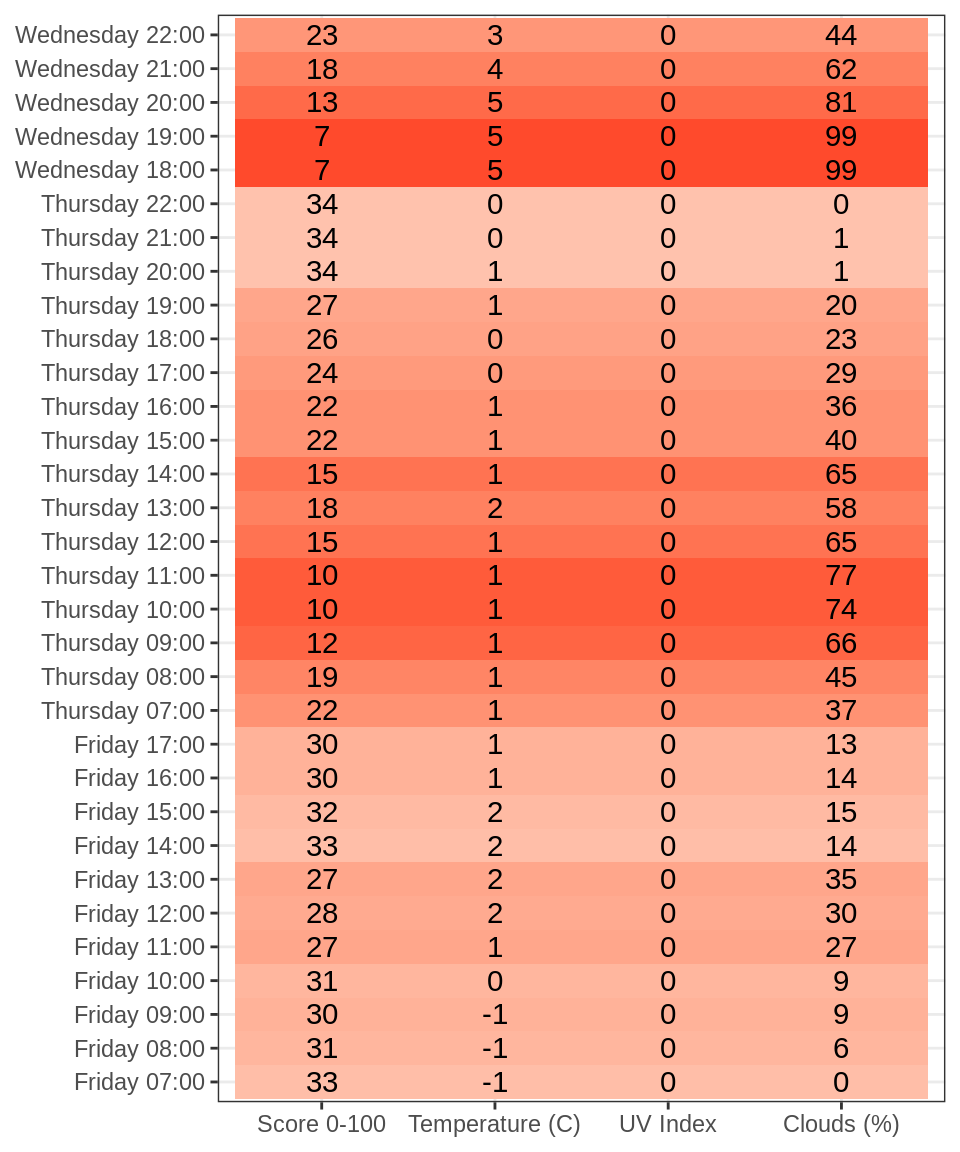 Wednesday 22:00 23 3 0 44
Wednesday 21:00 18 4 0 62
Wednesday 20:00 13 5 0 81
Wednesday 19:00 7 5 0 99
Wednesday 18:00 7 5 0 99
Thursday 22:00 34 0 0 0
Thursday 21:00 34 0 0 1
Thursday 20:00 34 1 0 1
Thursday 19:00 27 1 0 20
Thursday 18:00 26 0 0 23
Thursday 17:00 24 0 0 29
Thursday 16:00 22 1 0 36
Thursday 15:00 22 1 0 40
Thursday 14:00 15 1 0 65
Thursday 13:00 18 2 0 58
Thursday 12:00 15 1 0 65
Thursday 11:00 10 1 0 77
Thursday 10:00 10 1 0 74
Thursday 09:00 12 1 0 66
Thursday 08:00 19 1 0 45
Thursday 07:00 22 1 0 37
Friday 17:00 30 1 0 13
Friday 16:00 30 1 0 14
Friday 15:00 32 2 0 15
Friday 14:00 33 2 0 14
Friday 13:00 27 2 0 35
Friday 12:00 28 2 0 30
Friday 11:00 27 1 0 27
Friday 10:00 31 0 0 9
Friday 09:00 30 -1 0 9
Friday 08:00 31 -1 0 6
Friday 07:00 33 -1 0 0
Score 0-100 Temperature (C) UV Index Clouds (%)